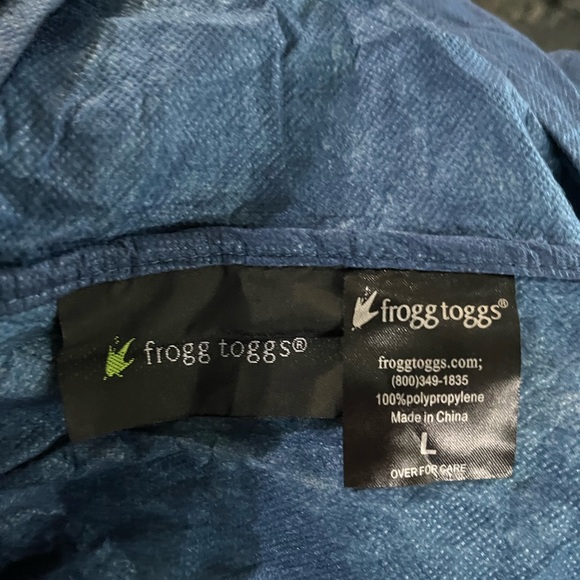 frogg toggs®
frogg toggs®
froggtoggs.com;
(800)349-1835
100%polypropylene
Made in China
L
OVER FOR CARE